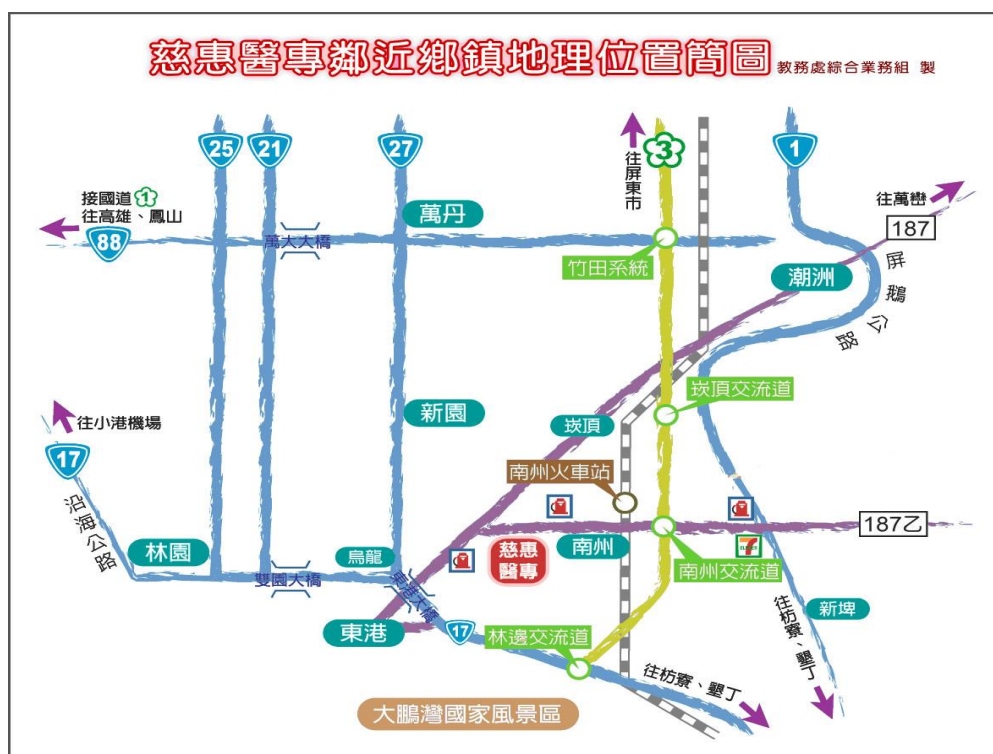 慈惠醫專鄰近鄉鎮地理位置簡圖
教務處綜合業務組 製
25
21
27
3
1
往屏東市
接國道1
往高雄、鳳山
88
萬丹
萬大大橋
竹田系統
往萬巒
187
潮洲
屏鵝公路
往小港機場
17
沿海公路
新園
崁頂
崁頂交流道
南州火車站
187乙
林園
雙園大橋
烏龍
東港大橋
慈惠
醫專
南州
南州交流道
7
ELEVEN
東港
17
林邊交流道
新埤
往枋寮、墾丁
往枋寮、墾丁
大鵬灣國家風景區